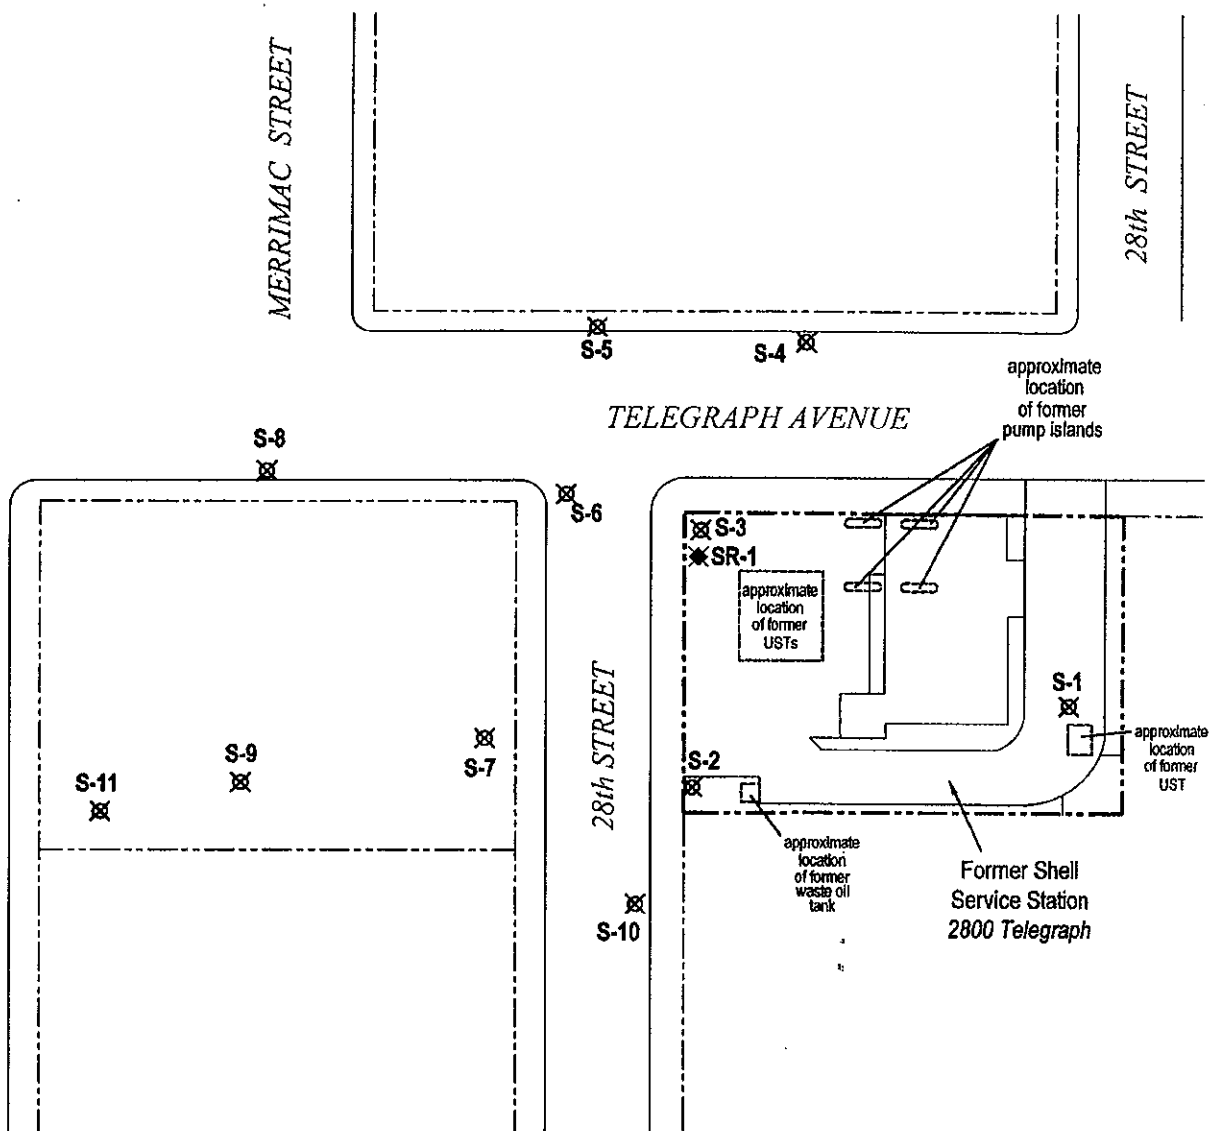 MERRIMAC STREET
28th STREET
S-5
S-4
approximate
location
of former
pump islands
TELEGRAPH AVENUE
S-8
S-6
S-3
SR-1
approximate
location
of former
USTs
28th STREET
S-1
approximate
location
of former
UST
S-7
S-9
S-11
S-2
approximate
location
of former
waste oil
tank
S-10
Former Shell
Service Station
2800 Telegraph